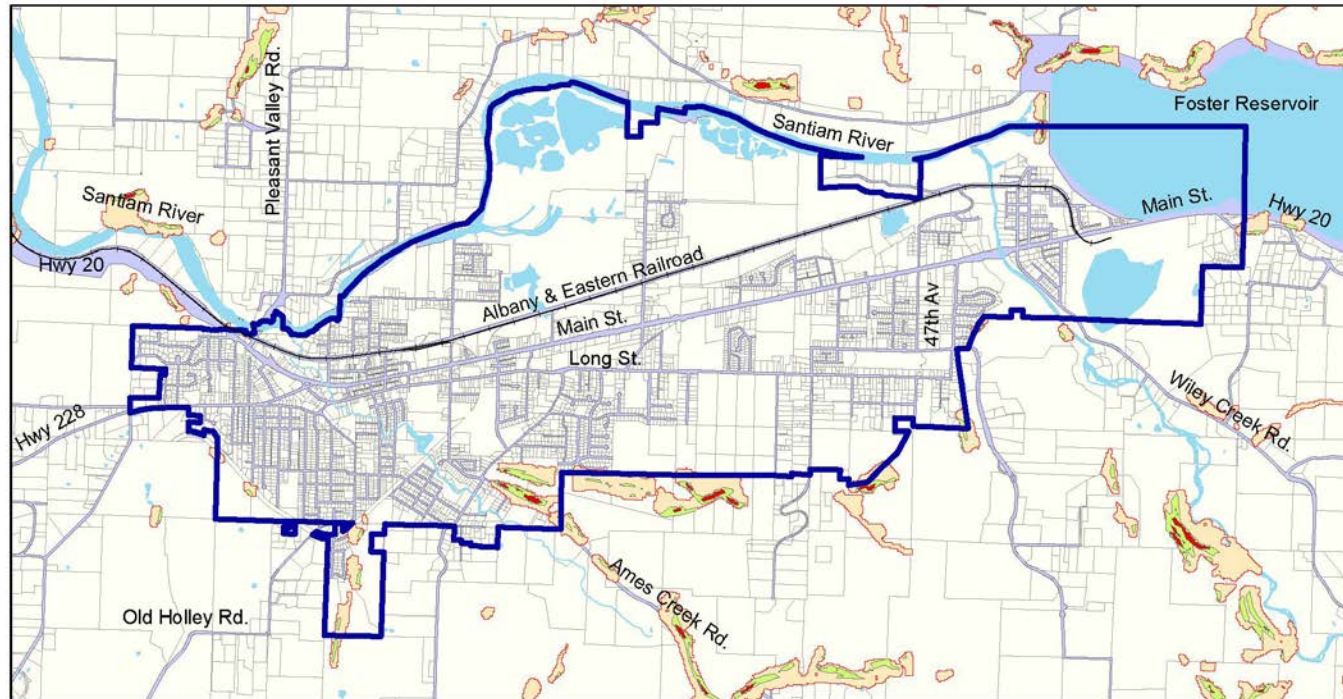 Pleasant Valley Rd.
Foster Reservoir
Santiam River
Santiam River
Main St.
Hwy 20
Hwy 20
Albany & Eastern Railroad
Main St.
47th Av
Long St.
Wiley Creek Rd.
Hwy 228
Ames Creek Rd.
Old Holley Rd.